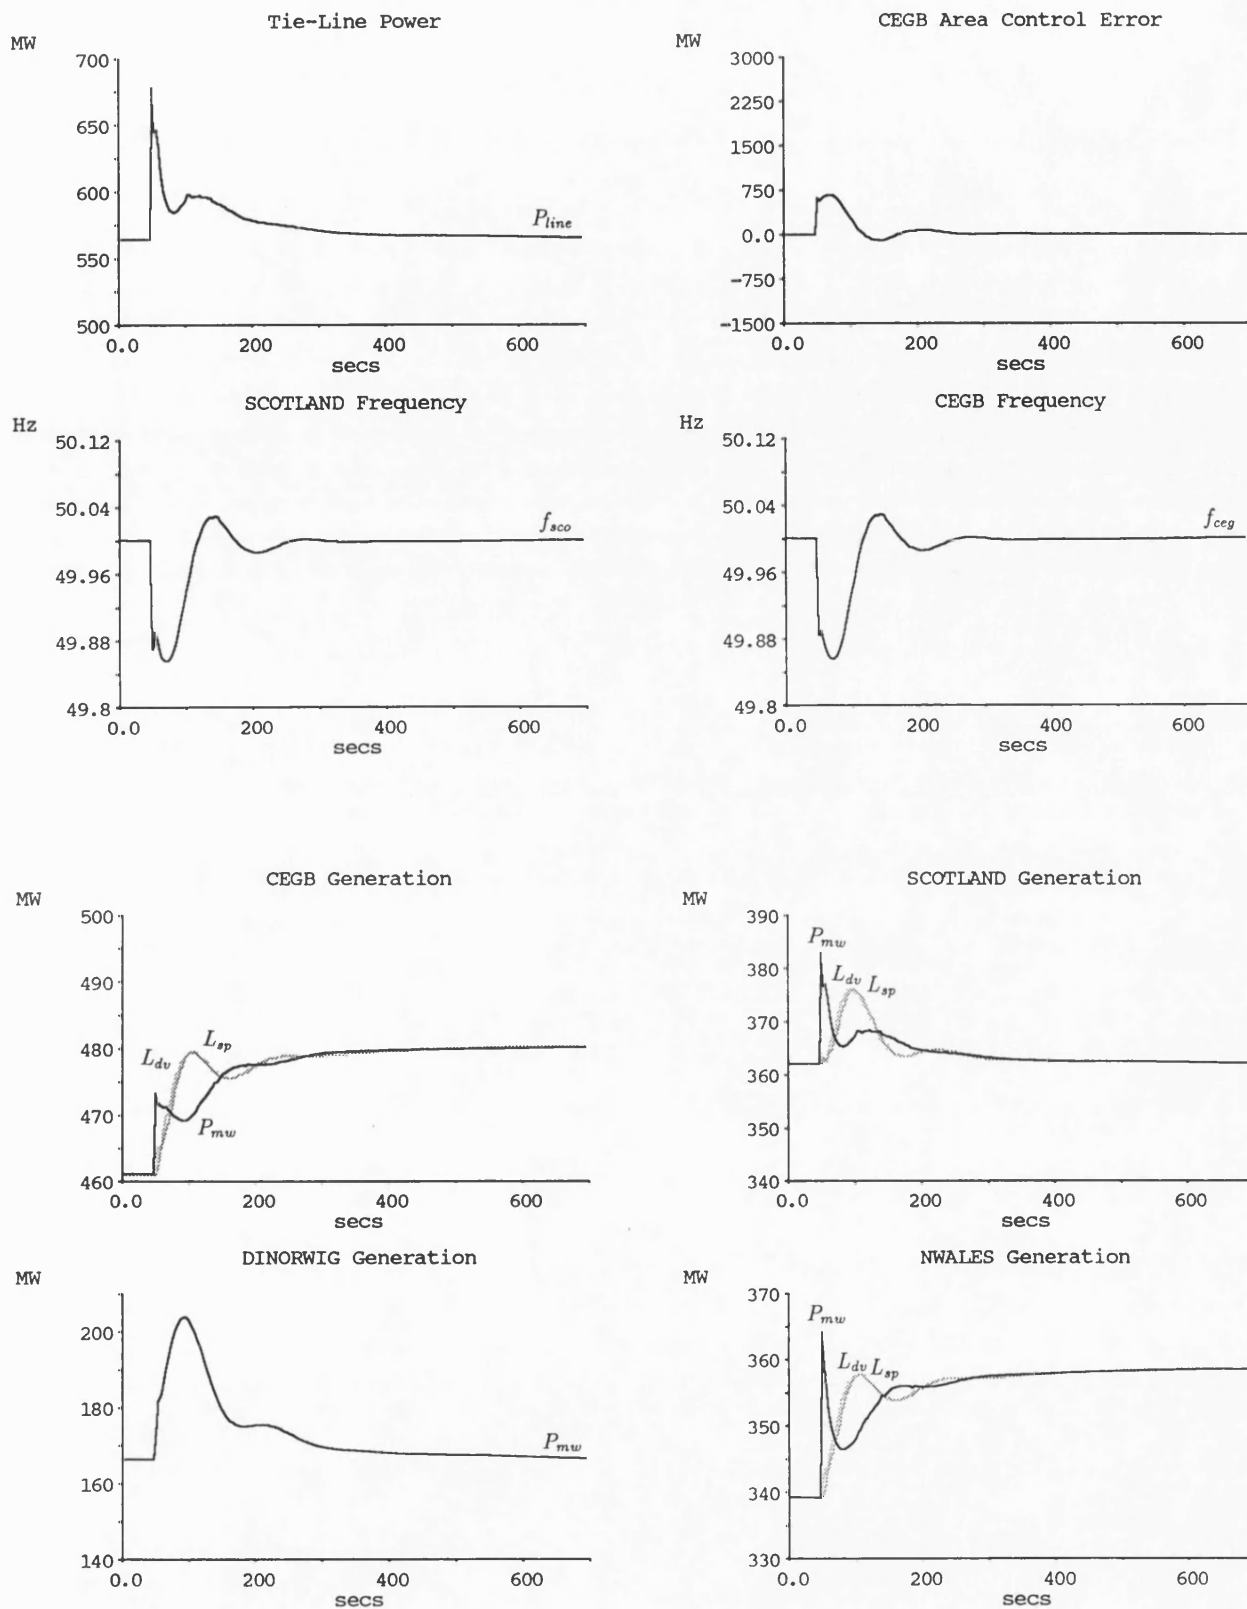 Tie-Line Power
MW
700
650
600
550
500
P_line
0.0 200 400 600
secs
CEGB Area Control Error
MW
3000
2250
1500
750
0.0
-750
-1500
0.0 200 400 600
secs
SCOTLAND Frequency
Hz
50.12
50.04
49.96
49.88
49.8
f_sco
0.0 200 400 600
secs
CEGB Frequency
Hz
50.12
50.04
49.96
49.88
49.8
f_ceg
0.0 200 400 600
secs
CEGB Generation
MW
500
490
480
470
460
L_dv L_sp
P_mw
0.0 200 400 600
secs
SCOTLAND Generation
MW
390
380
370
360
350
340
P_mw
L_dv L_sp
0.0 200 400 600
secs
DINORWIG Generation
MW
200
180
160
140
P_mw
0.0 200 400 600
secs
NWALES Generation
MW
370
360
350
340
330
P_mw
L_dv L_sp
0.0 200 400 600
secs